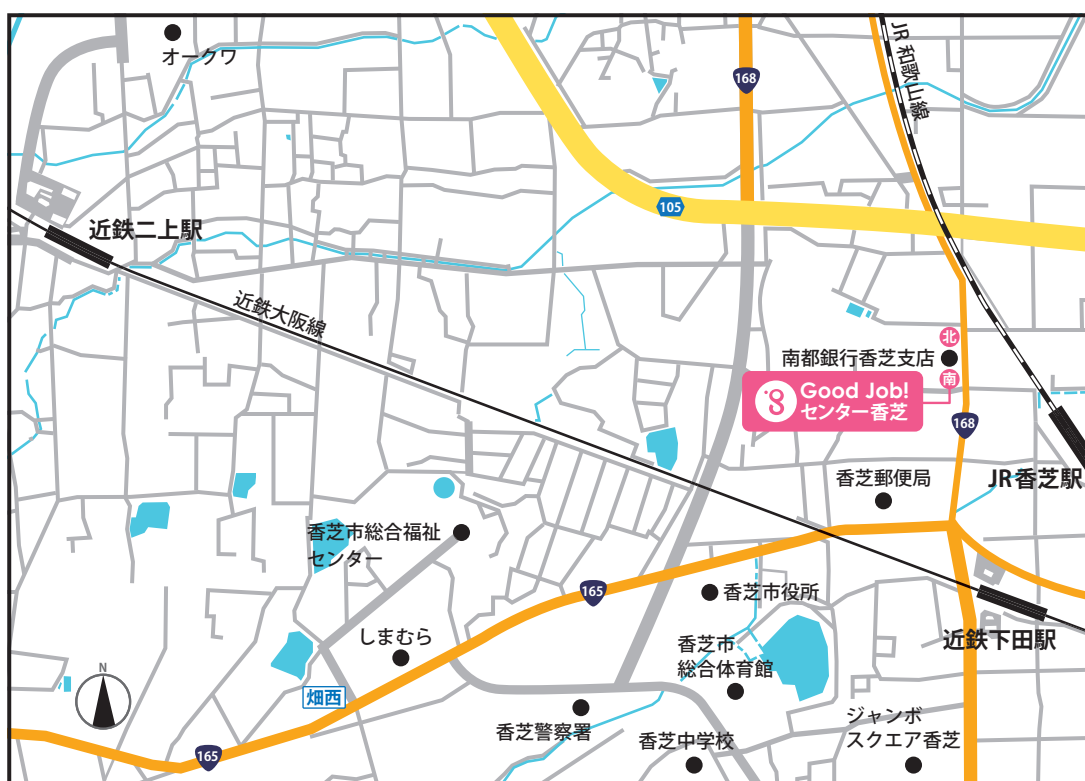 オークワ
168
JR 和歌山線
105
近鉄二上駅
近鉄大阪線
北
南都銀行香芝支店
南
Good Job!
センター香芝
168
JR香芝駅
香芝郵便局
香芝市総合福祉
センター
165
香芝市役所
しまむら
香芝市
総合体育館
近鉄下田駅
N
畑西
香芝警察署
香芝中学校
ジャンボ
スクエア香芝
165